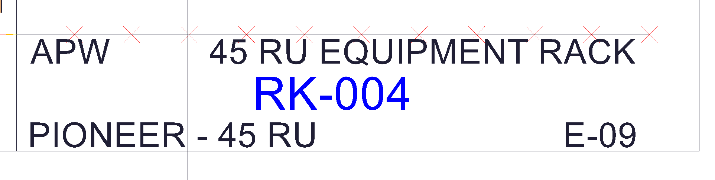 APW 45 RU EQUIPMENT RACK
RK-004
PIONEER - 45 RU E-09